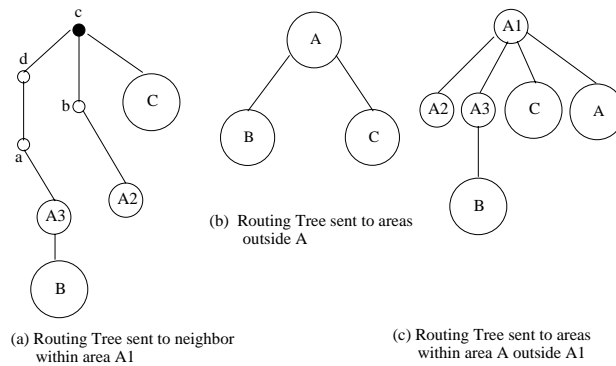 c
d
b
C
a
A3
A2
B
(a) Routing Tree sent to neighbor
within area A1
A
B
C
(b) Routing Tree sent to areas
outside A
A1
A2
A3
C
A
B
(c) Routing Tree sent to areas
within area A outside A1